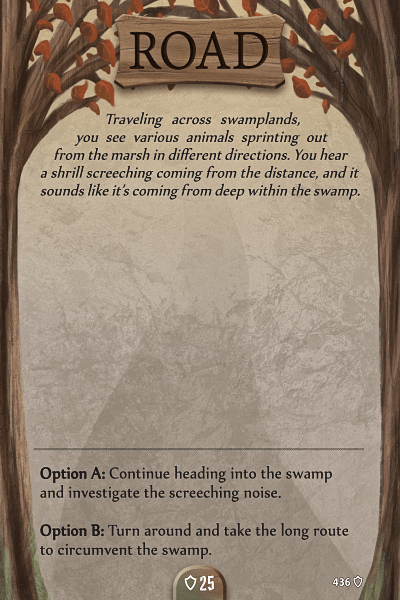 ROAD
Traveling across swamplands,
you see various animals sprinting out
from the marsh in different directions. You hear
a shrill screeching coming from the distance, and it
sounds like it's coming from deep within the swamp.
Option A: Continue heading into the swamp
and investigate the screeching noise.
Option B: Turn around and take the long route
to circumvent the swamp.
25
436